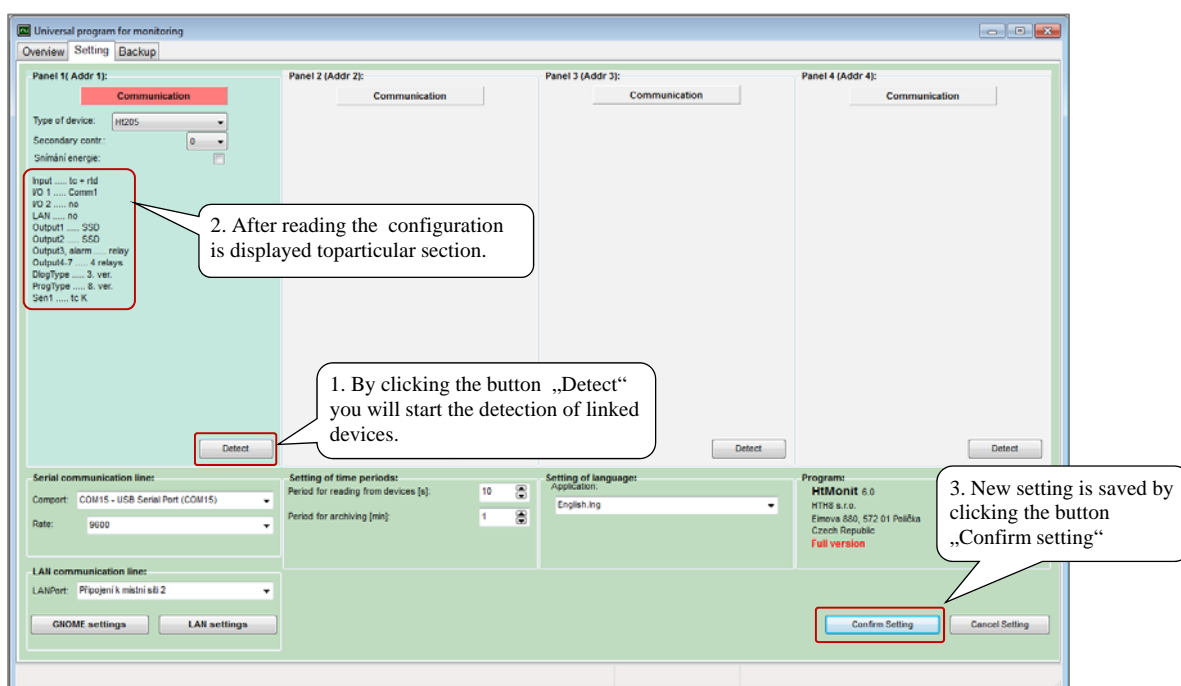 Universal program for monitoring
Overview Setting Backup
Panel 1( Addr 1):
Communication
Type of device: Ht205
Secondary contr.: 0
Snímání energie:
Input ..... tc + rtd
I/O 1 ..... Comm1
I/O 2 ..... no
LAN ..... no
Output1 ..... SSD
Output2 ..... SSD
Output3, alarm ..... relay
Output4-7 ..... 4 relays
DlogType ..... 3. ver.
ProgType ..... 8. ver.
Sen1 ..... tc K
Detect
Panel 2 (Addr 2):
Communication
Panel 3 (Addr 3):
Communication
Detect
Panel 4 (Addr 4):
Communication
Detect
2. After reading the configuration
is displayed toparticular section.
1. By clicking the button „Detect“
you will start the detection of linked
devices.
Serial communication line:
Comport: COM15 - USB Serial Port (COM15)
Rate: 9600
Setting of time periods:
Period for reading from devices [s]: 10
Period for archiving [min]: 1
Setting of language:
Application:
English.lng
Program:
HtMonit 6.0
HTH8 s.r.o.
Eimova 880, 572 01 Polička
Czech Republic
Full version
3. New setting is saved by
clicking the button
„Confirm setting“
LAN communication line:
LANPort: Připojení k místní síti 2
GNOME settings LAN settings
Confirm Setting Cancel Setting